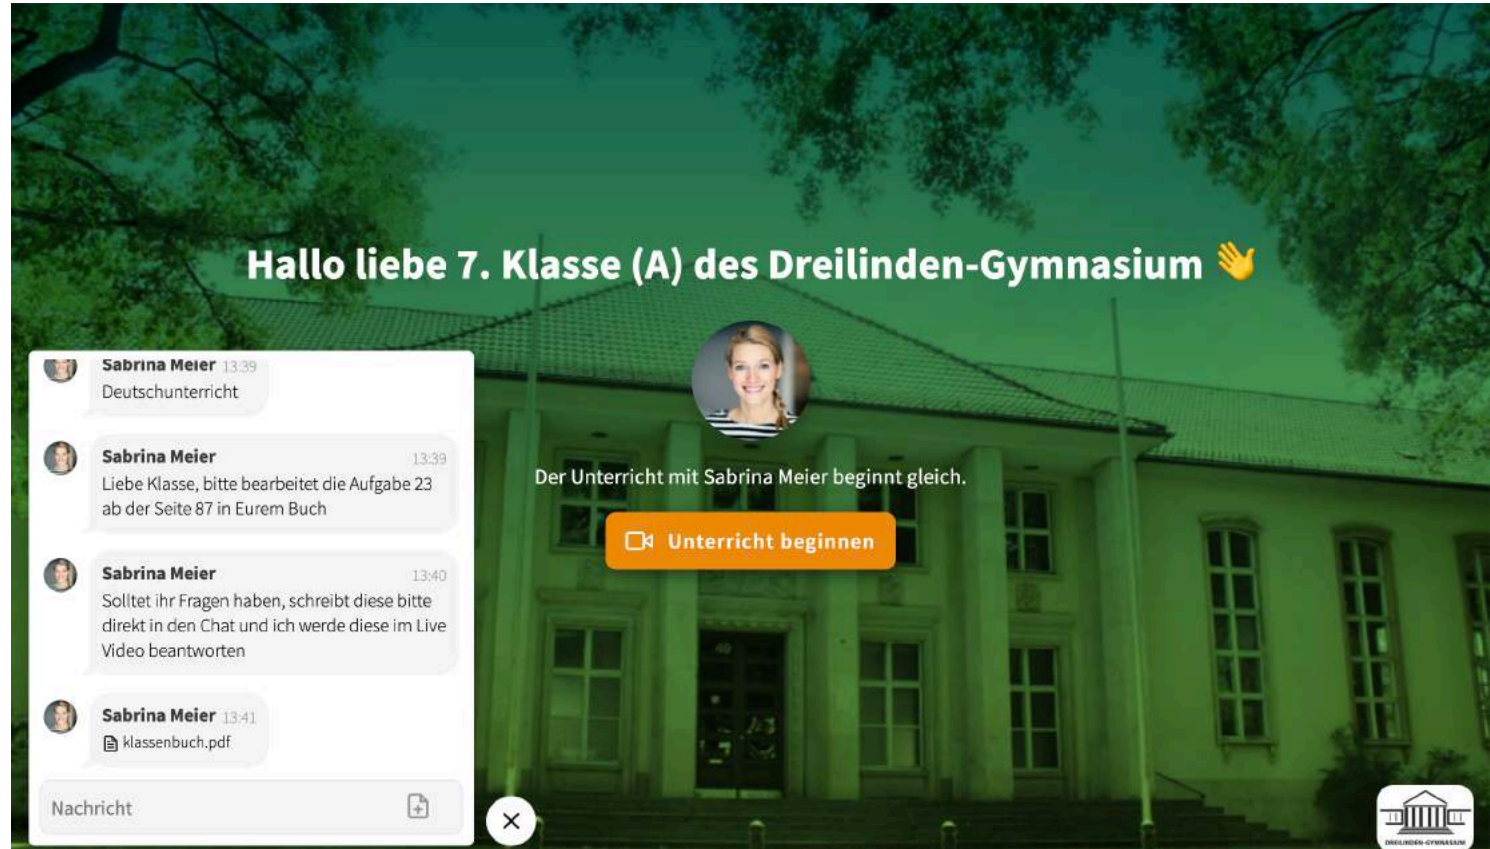 Hallo liebe 7. Klasse (A) des Dreilinden-Gymnasium 👋
Der Unterricht mit Sabrina Meier beginnt gleich.
Unterricht beginnen
Sabrina Meier 13:39
Deutschunterricht
Sabrina Meier 13:39
Liebe Klasse, bitte bearbeitet die Aufgabe 23
ab der Seite 87 in Eurem Buch
Sabrina Meier 13:40
Solltet ihr Fragen haben, schreibt diese bitte
direkt in den Chat und ich werde diese im Live
Video beantworten
Sabrina Meier 13:41
klassenbuch.pdf
Nachricht
40
DREILINDEN-GYMNASIUM